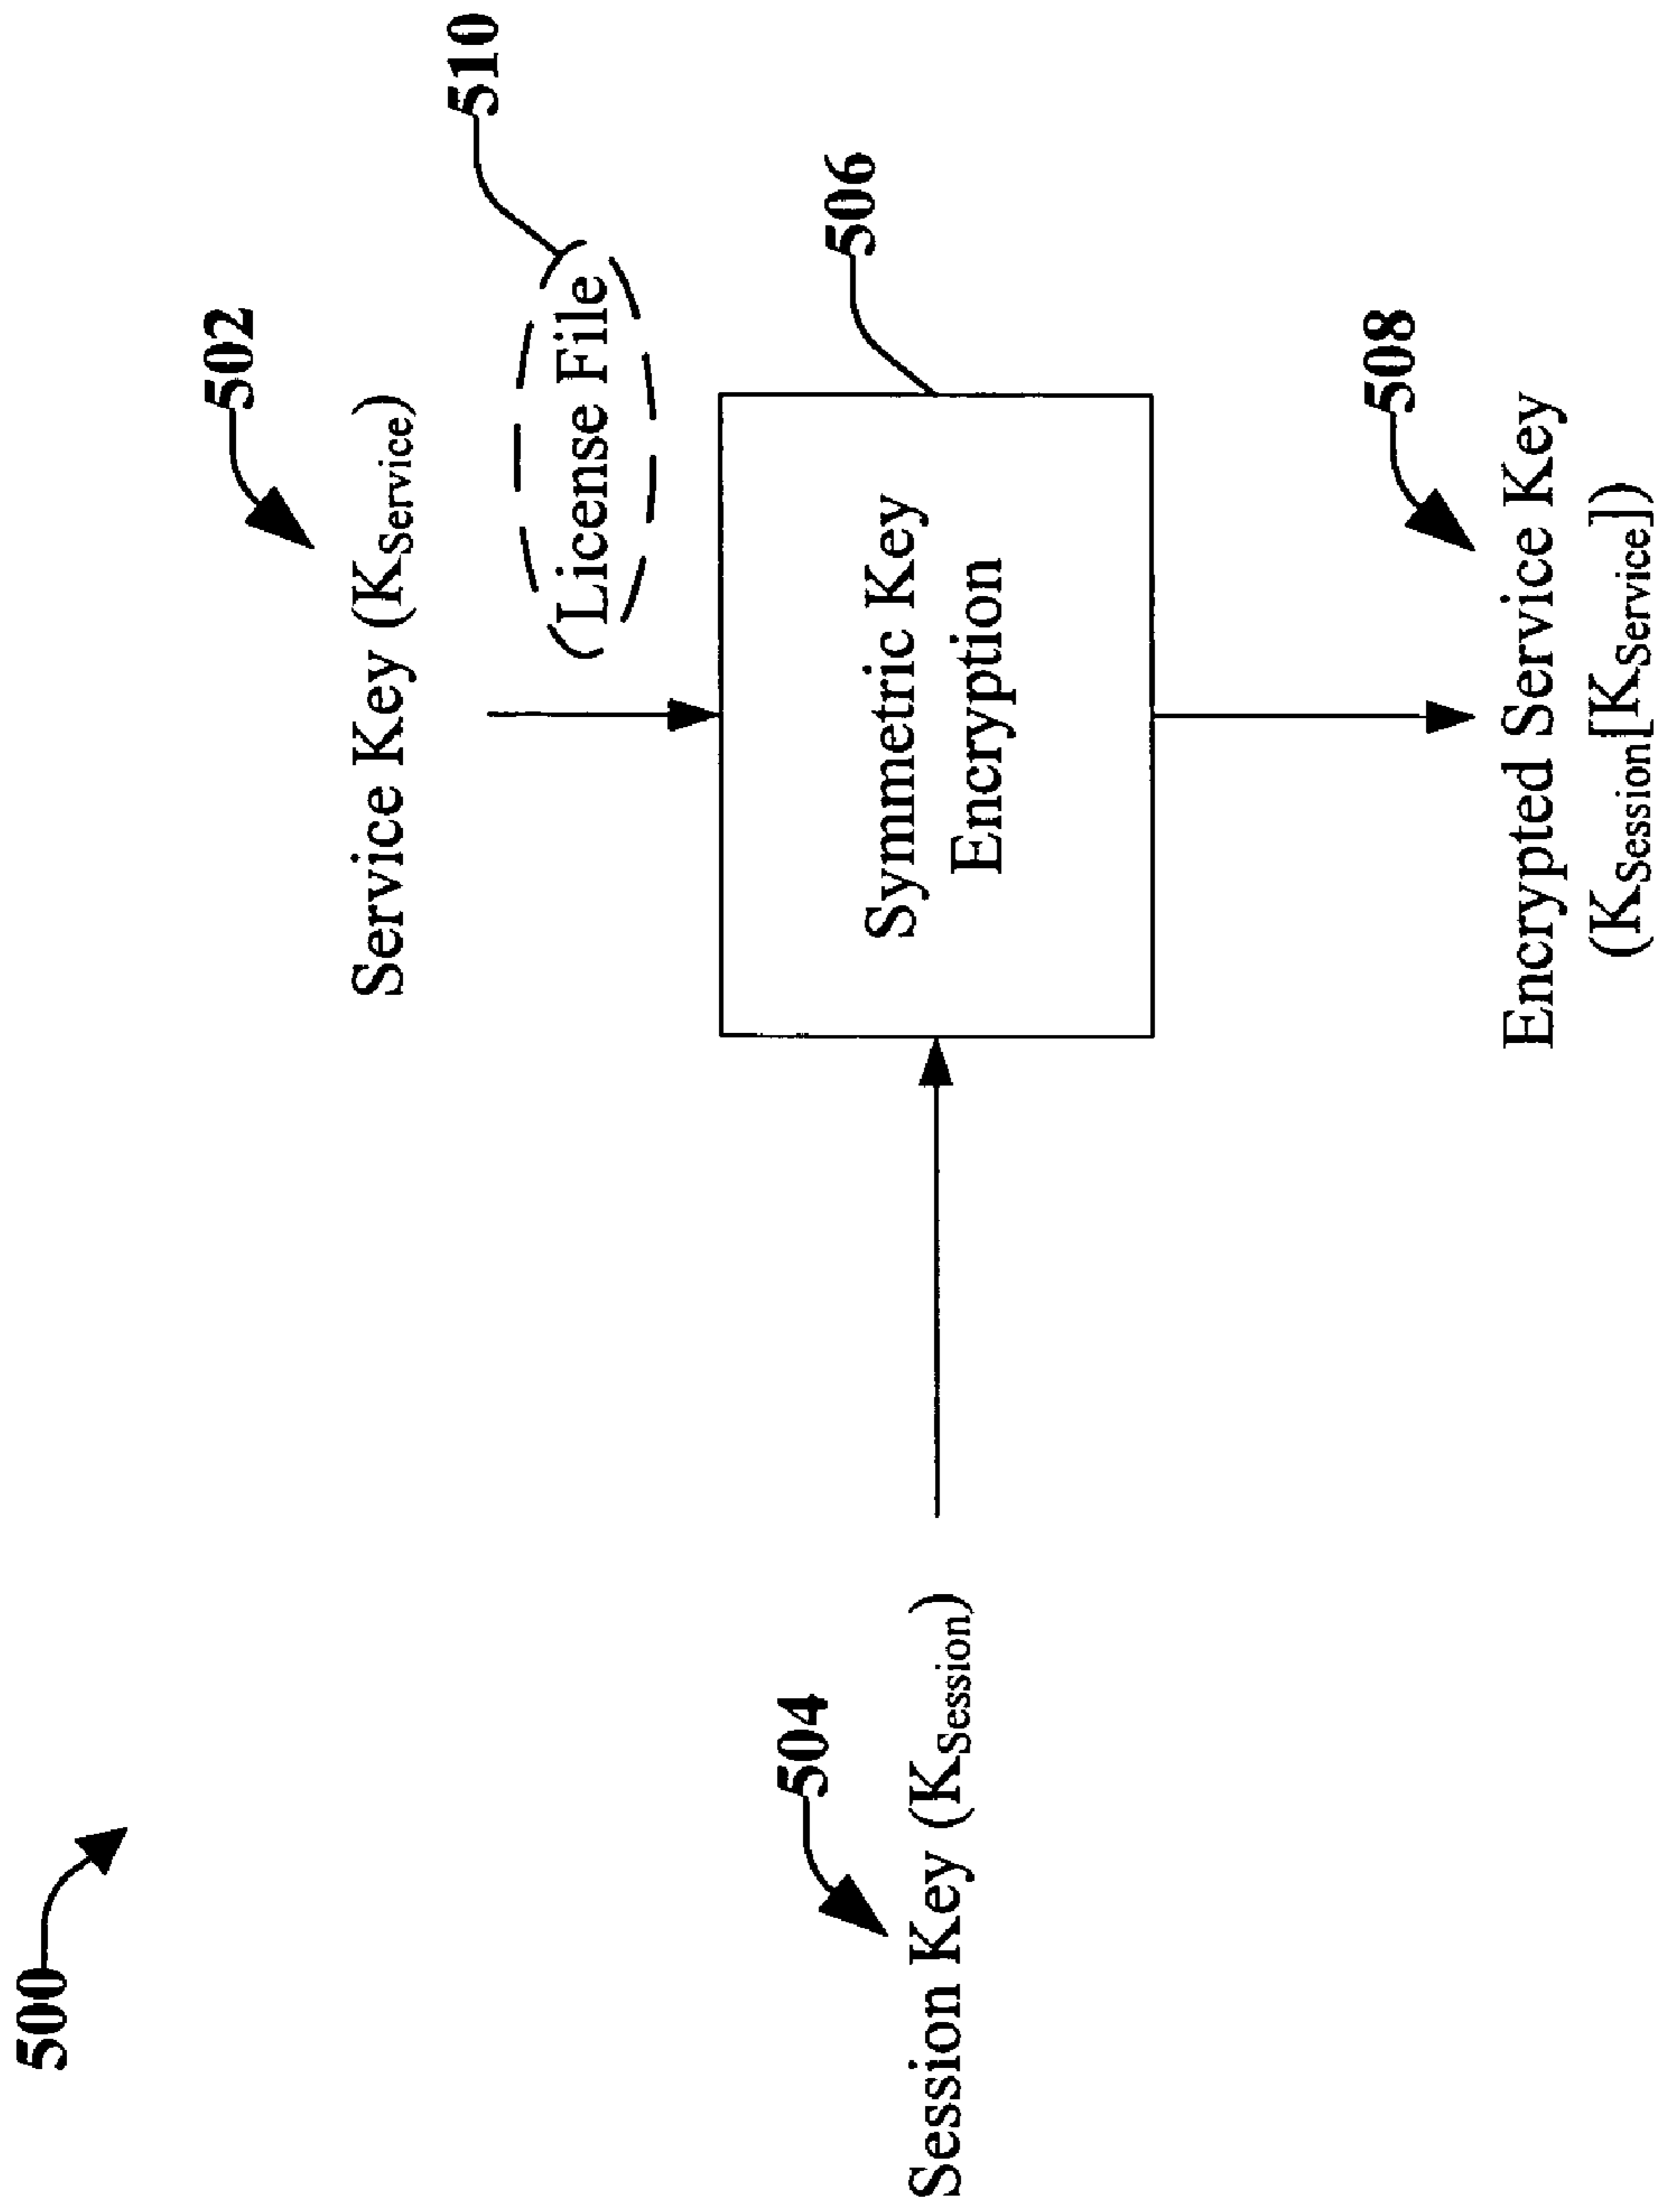 500
502
Service Key (KService)
510
(License File)
504
Session Key (KSession)
506
Symmetric Key
Encryption
508
Encrypted Service Key
(KSession[KService])